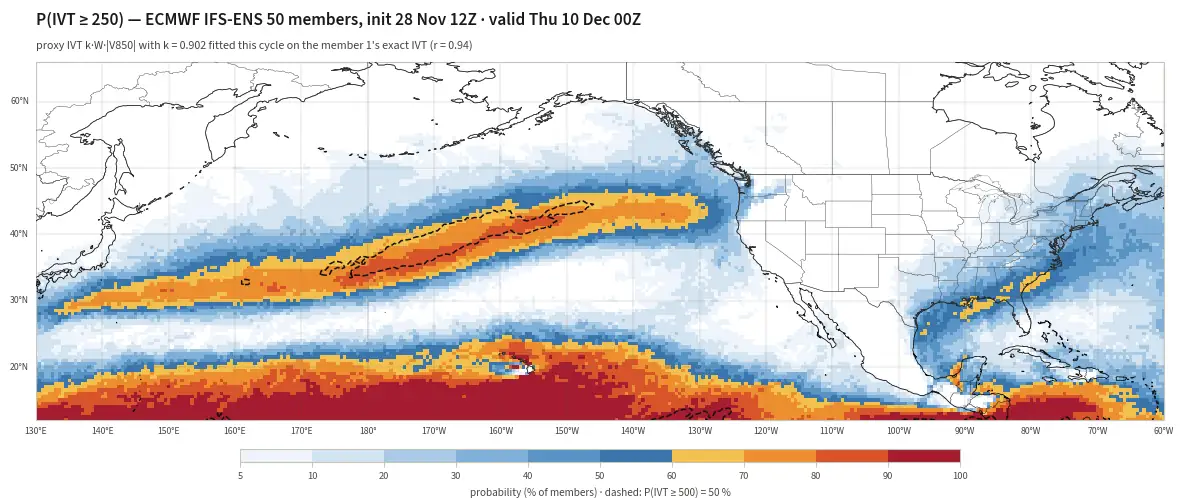 P(IVT ≥ 250) — ECMWF IFS-ENS 50 members, init 28 Nov 12Z · valid Thu 10 Dec 00Z
proxy IVT k·W·|V850| with k = 0.902 fitted this cycle on the member 1's exact IVT (r = 0.94)
60°N
50°N
40°N
30°N
20°N
130°E 140°E 150°E 160°E 170°E 180° 170°W 160°W 150°W 140°W 130°W 120°W 110°W 100°W 90°W 80°W 70°W 60°W
5 10 20 30 40 50 60 70 80 90 100
probability (% of members) · dashed: P(IVT ≥ 500) = 50 %